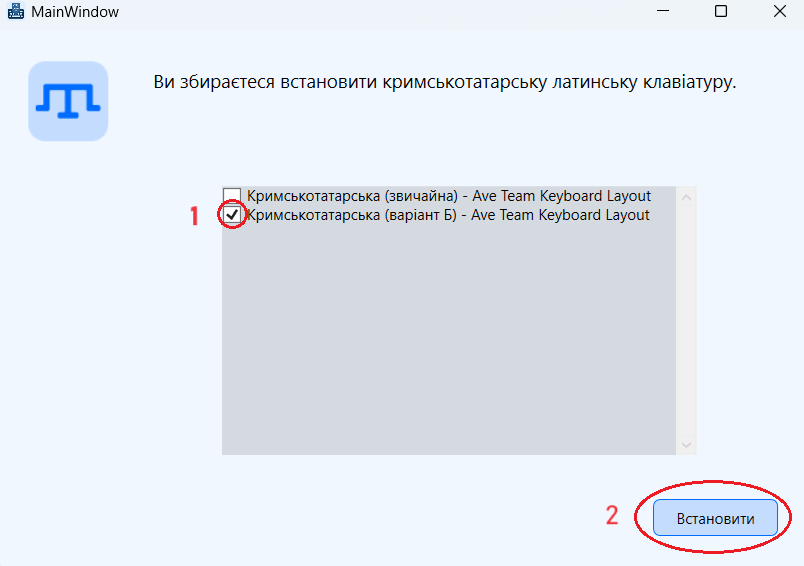 MainWindow
Ви збираєтеся встановити кримськотатарську латинську клавіатуру.
Кримськотатарська (звичайна) - Ave Team Keyboard Layout
1
Кримськотатарська (варіант Б) - Ave Team Keyboard Layout
2
Встановити